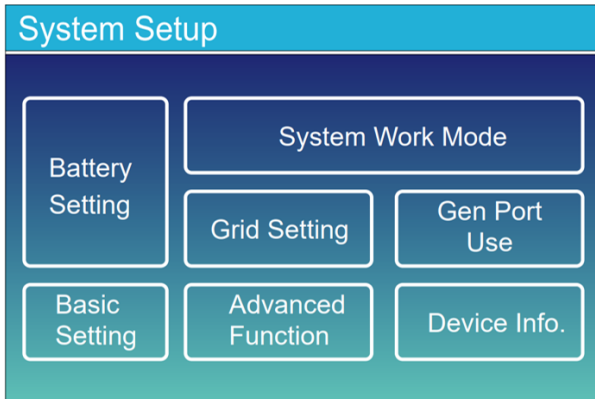 System Setup
Battery
Setting
System Work Mode
Grid Setting
Gen Port
Use
Basic
Setting
Advanced
Function
Device Info.